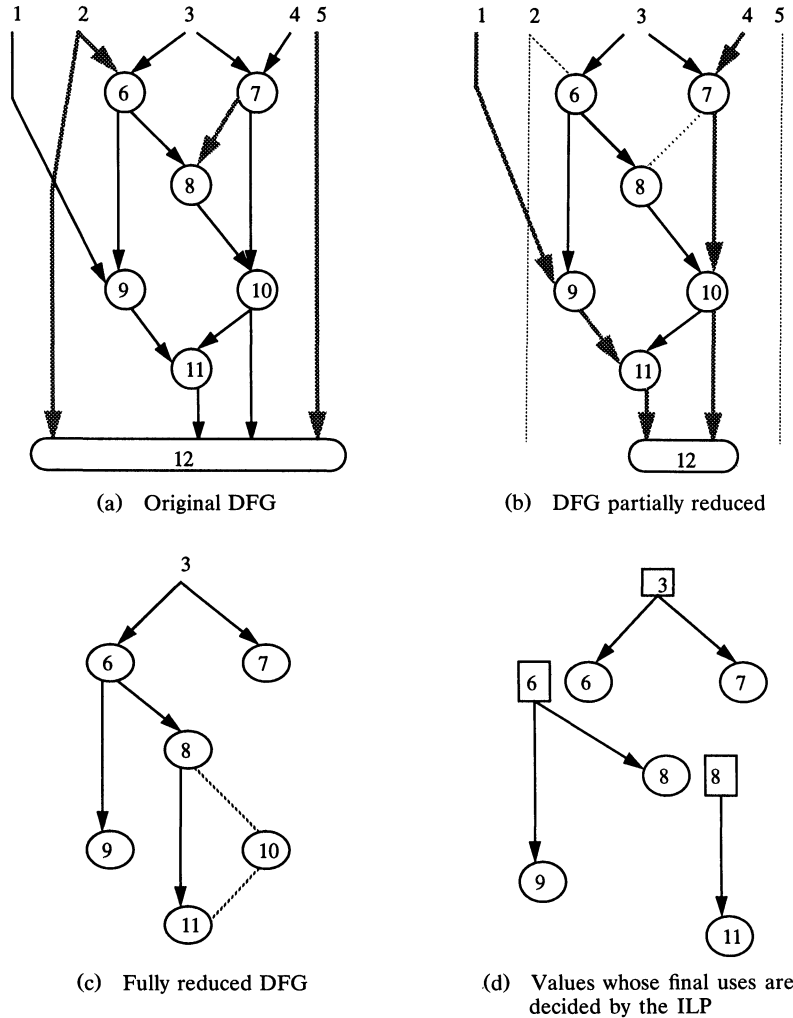 1 2 3 4 5
6 7
8
9 10
11
12
(a) Original DFG
1 2 3 4 5
6 7
8
9 10
11
12
(b) DFG partially reduced
3
6 7
8
9 10
11
(c) Fully reduced DFG
3
6 6 7
8 8
9
11
(d) Values whose final uses are
decided by the ILP